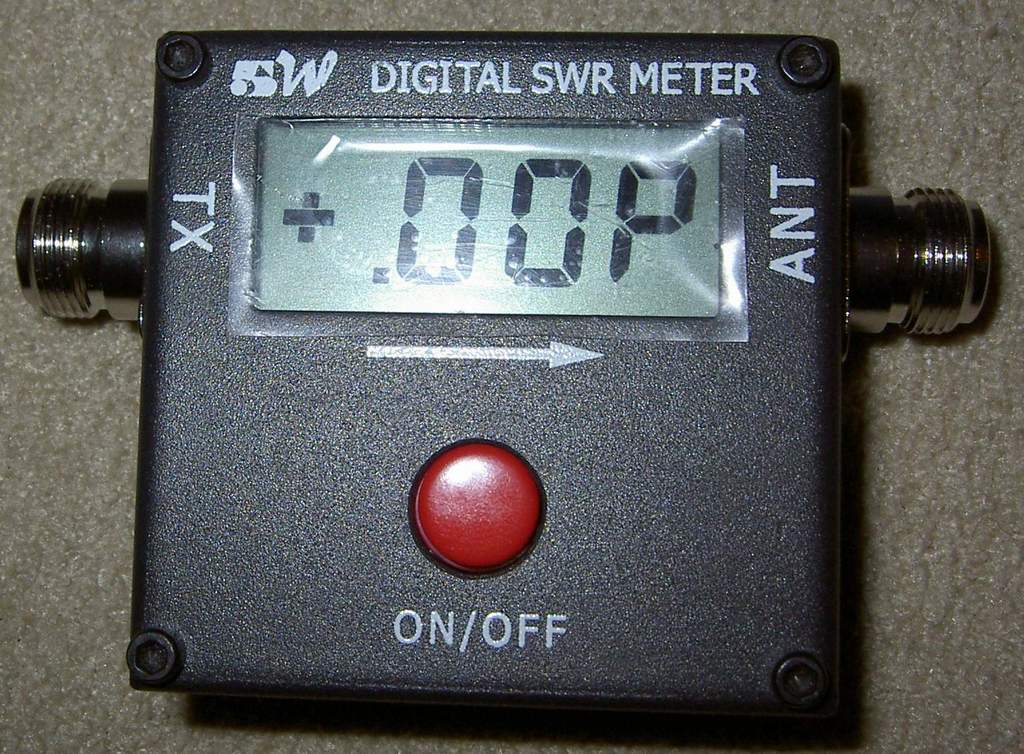 SW DIGITAL SWR METER
TX
+.00P
ANT
ON/OFF